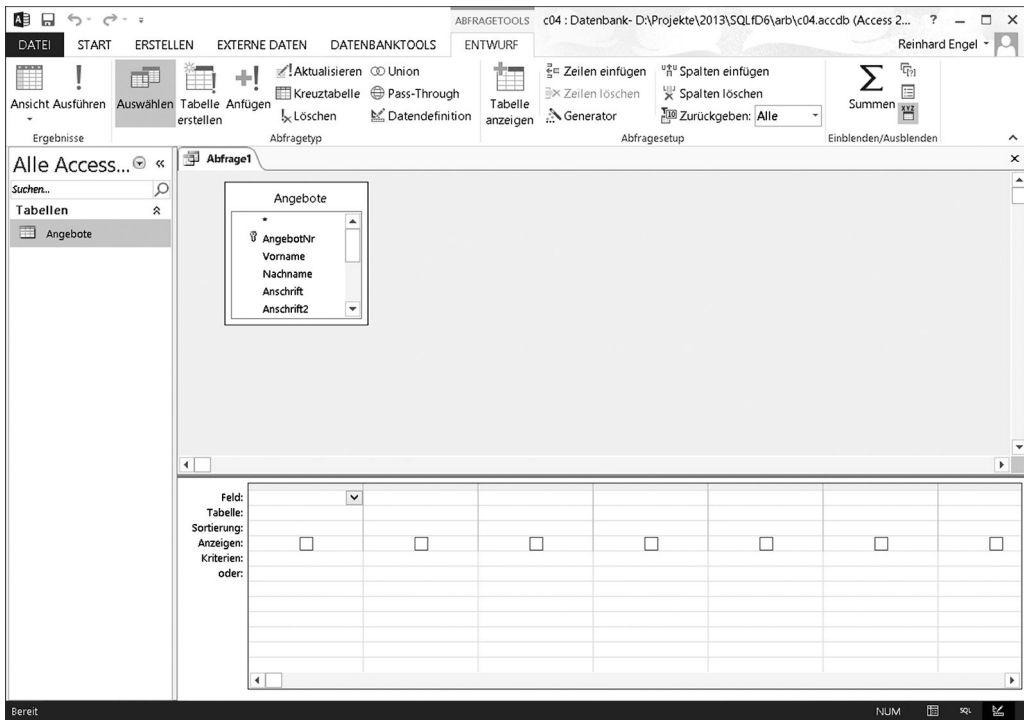 ABFRAGETOOLS c04 : Datenbank- D:\Projekte\2013\SQLfD6\arb\c04.accdb (Access 2... ?
DATEI START ERSTELLEN EXTERNE DATEN DATENBANKTOOLS ENTWURF Reinhard Engel
Ansicht Ausführen
Ergebnisse
Auswählen Tabelle erstellen Anfügen
Aktualisieren Union
Kreuztabelle Pass-Through
Löschen Datendefinition
Abfragetyp
Tabelle anzeigen
Zeilen einfügen Spalten einfügen
Zeilen löschen Spalten löschen
Generator Zurückgeben: Alle
Abfragesetup
Summen
XYZ
Einblenden/Ausblenden
Alle Access... «
Suchen...
Tabellen
Angebote
Abfrage1
Angebote
*
AngebotNr
Vorname
Nachname
Anschrift
Anschrift2
Feld:
Tabelle:
Sortierung:
Anzeigen:
Kriterien:
oder:
Bereit NUM SQL